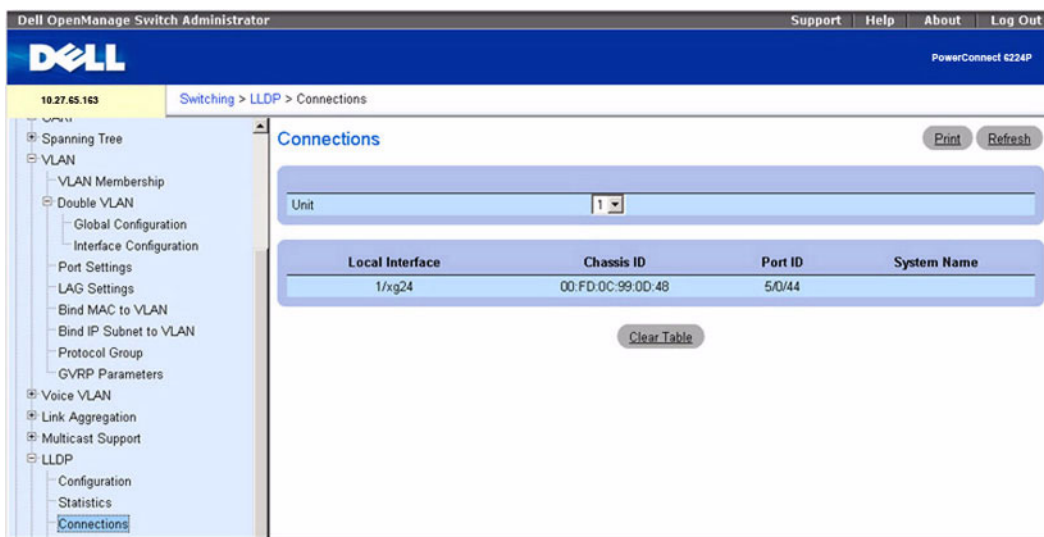 Dell OpenManage Switch Administrator
Support Help About Log Out
DELL
PowerConnect 6224P
10.27.65.163
Switching > LLDP > Connections
Spanning Tree
VLAN
VLAN Membership
Double VLAN
Global Configuration
Interface Configuration
Port Settings
LAG Settings
Bind MAC to VLAN
Bind IP Subnet to VLAN
Protocol Group
GVRP Parameters
Voice VLAN
Link Aggregation
Multicast Support
LLDP
Configuration
Statistics
Connections
Connections
Print Refresh
Unit 1
Local Interface Chassis ID Port ID System Name
1/xg24 00:FD:0C:99:0D:48 5/0/44
Clear Table